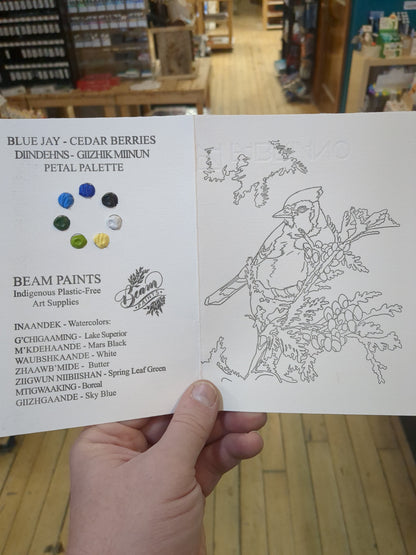 BLUE JAY - CEDAR BERRIES
DIINDEHNS - GIIZHIK MIINUN
PETAL PALETTE
BEAM PAINTS
Indigenous Plastic-Free
Art Supplies
Beam
PAINTS
INAANDEK - Watercolors:
G'CHIGAAMING - Lake Superior
M'KDEHAANDE - Mars Black
WAUBSHKAANDE - White
ZHAAWB'MIDE - Butter
ZIIGWUN NIIBIISHAN - Spring Leaf Green
MTIGWAAKING - Boreal
GIIZHGAANDE - Sky Blue